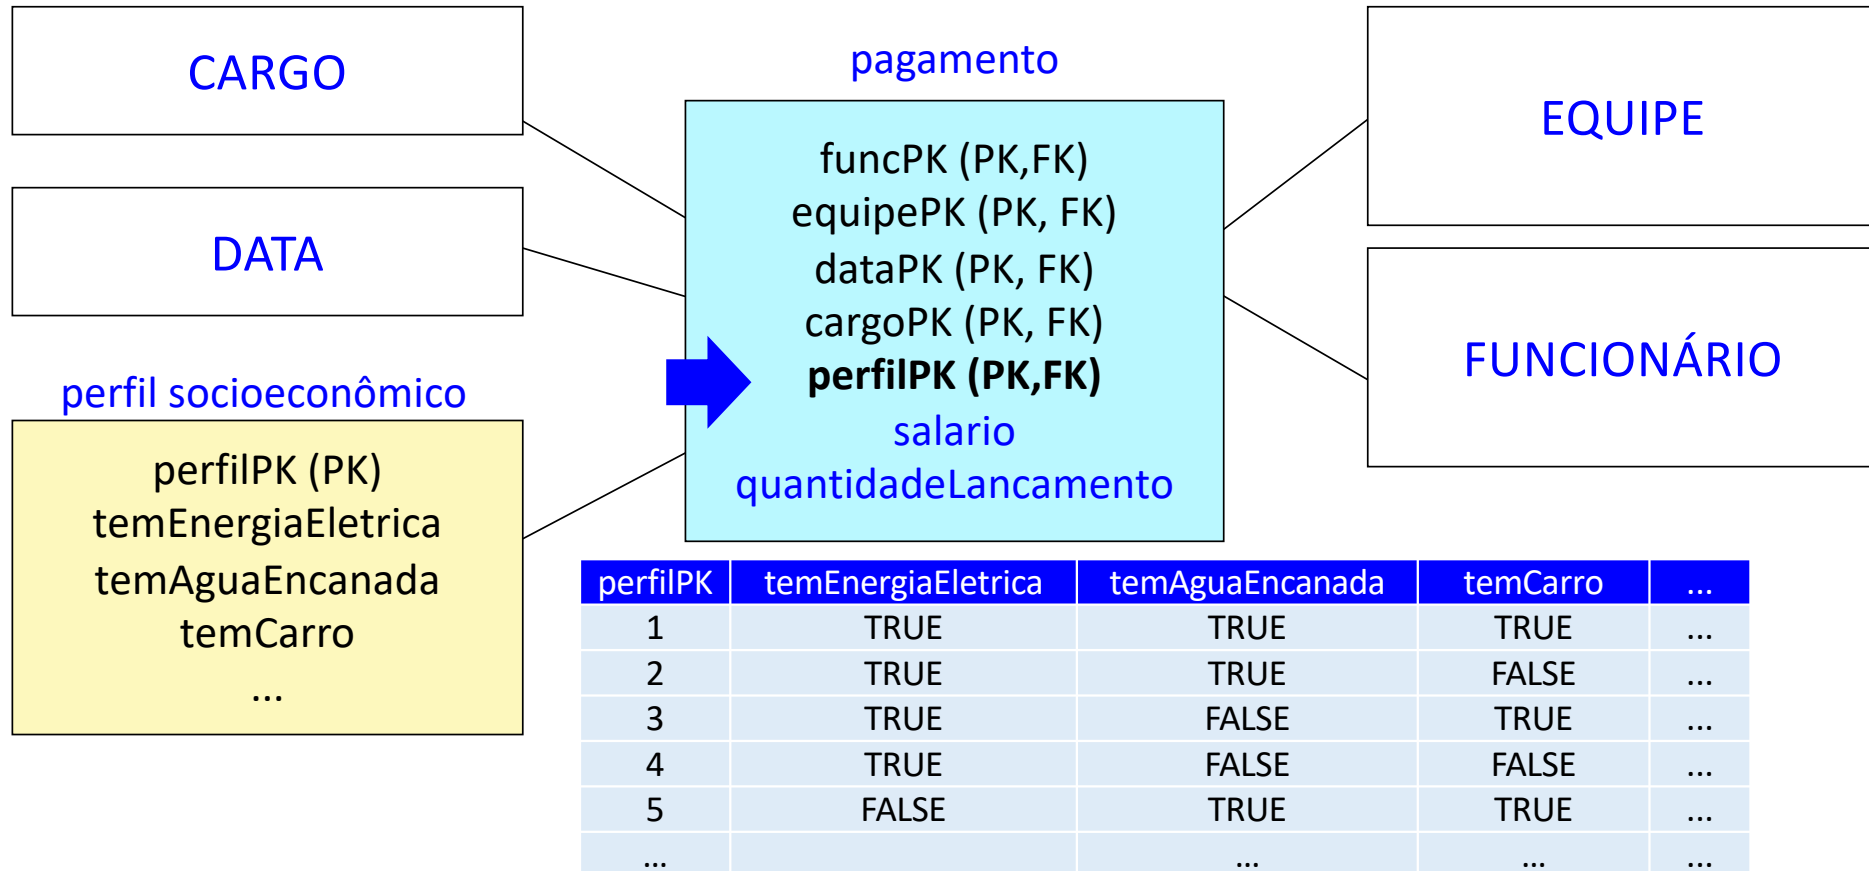 CARGO
DATA
perfil socioeconômico
perfilPK (PK)
temEnergiaEletrica
temAguaEncanada
temCarro
...
pagamento
funcPK (PK,FK)
equipePK (PK, FK)
dataPK (PK, FK)
cargoPK (PK, FK)
perfilPK (PK,FK)
salario
quantidadeLancamento
EQUIPE
FUNCIONÁRIO
perfilPK temEnergiaEletrica temAguaEncanada temCarro ...
1 TRUE TRUE TRUE ...
2 TRUE TRUE FALSE ...
3 TRUE FALSE TRUE ...
4 TRUE FALSE FALSE ...
5 FALSE TRUE TRUE ...
... ... ... ...